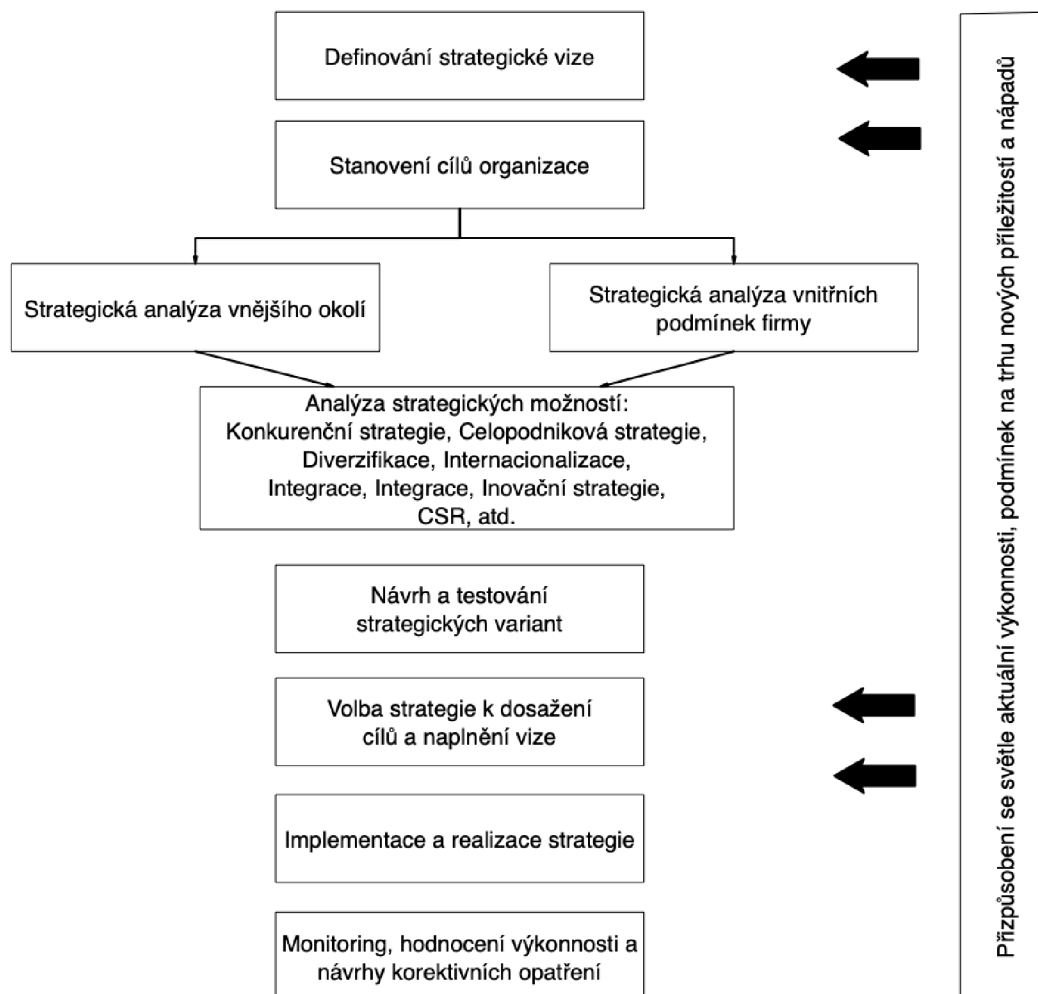 Definování strategické vize
Stanovení cílů organizace
Strategická analýza vnějšího okolí
Strategická analýza vnitřních
podmínek firmy
Analýza strategických možností:
Konkurenční strategie, Celopodniková strategie,
Diverzifikace, Internacionalizace,
Integrace, Integrace, Inovační strategie,
CSR, atd.
Návrh a testování
strategických variant
Volba strategie k dosažení
cílů a naplnění vize
Implementace a realizace strategie
Monitoring, hodnocení výkonnosti a
návrhy korektivních opatření
Přizpůsobení se světle aktuální výkonnosti, podmínek na trhu nových příležitostí a nápadů